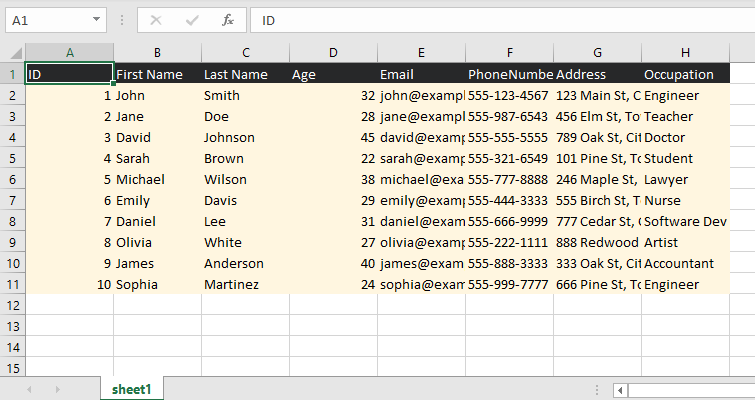 A1 fx ID
A B C D E F G H
1 ID First Name Last Name Age Email PhoneNumbe Address Occupation
2 1 John Smith 32 john@exampl 555-123-4567 123 Main St, C Engineer
3 2 Jane Doe 28 jane@exampl 555-987-6543 456 Elm St, To Teacher
4 3 David Johnson 45 david@exam 555-555-5555 789 Oak St, Cit Doctor
5 4 Sarah Brown 22 sarah@exam 555-321-6549 101 Pine St, To Student
6 5 Michael Wilson 38 michael@exa 555-777-8888 246 Maple St, Lawyer
7 6 Emily Davis 29 emily@examp 555-444-3333 555 Birch St, T Nurse
8 7 Daniel Lee 31 daniel@exam 555-666-9999 777 Cedar St, Software Dev
9 8 Olivia White 27 olivia@examp 555-222-1111 888 Redwood Artist
10 9 James Anderson 40 james@exam 555-888-3333 333 Oak St, Cit Accountant
11 10 Sophia Martinez 24 sophia@exam 555-999-7777 666 Pine St, To Engineer
12
13
14
15
sheet1